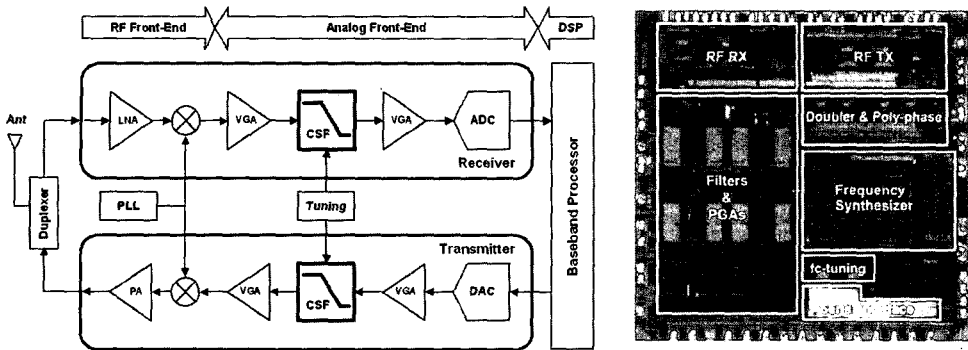 RF Front-End
Analog Front-End
DSP
Ant
Duplexer
LNA
VGA
CSF
VGA
ADC
Receiver
PLL
Tuning
Baseband Processor
Transmitter
PA
VGA
CSF
VGA
DAC
RF RX
RF TX
Doubler & Poly-phase
Filters
&
PGAs
Frequency
Synthesizer
fc-tuning